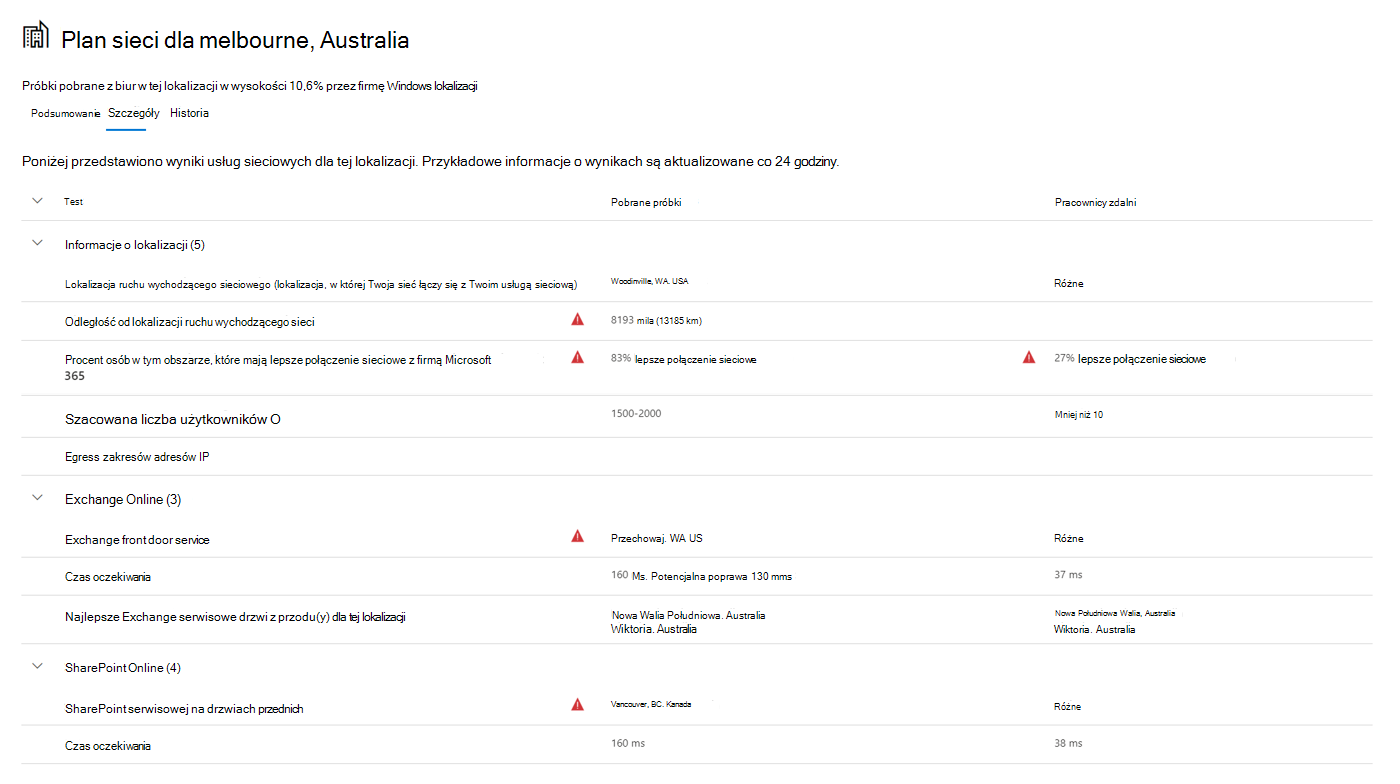 Plan sieci dla melbourne, Australia
Próbki pobrane z biur w tej lokalizacji w wysokości 10,6% przez firmę Windows lokalizacji
Podsumowanie Szczegóły Historia
Poniżej przedstawiono wyniki usług sieciowych dla tej lokalizacji. Przykładowe informacje o wynikach są aktualizowane co 24 godziny.
Test Pobrane próbki Pracownicy zdalni
Informacje o lokalizacji (5)
Lokalizacja ruchu wychodzącego sieciowego (lokalizacja, w której Twoja sieć łączy się z Twoim usługą sieciową) Woodinville, WA. USA Różne
Odległość od lokalizacji ruchu wychodzącego sieci 8193 mila (13185 km)
Procent osób w tym obszarze, które mają lepsze połączenie sieciowe z firmą Microsoft 83% lepsze połączenie sieciowe 27% lepsze połączenie sieciowe
365
Szacowana liczba użytkowników O 1500-2000 Mniej niż 10
Egress zakresów adresów IP
Exchange Online (3)
Exchange front door service Przechowaj. WA US Różne
Czas oczekiwania 160 Ms. Potencjalna poprawa 130 mms 37 ms
Najlepsze Exchange serwisowe drzwi z przodu(y) dla tej lokalizacji Nowa Walia Południowa. Australia Nowa Południowa Walia, Australia
Wiktoria. Australia Wiktoria. Australia
SharePoint Online (4)
SharePoint serwisowej na drzwiach przednich Vancouver, BC. Kanada Różne
Czas oczekiwania 160 ms 38 ms